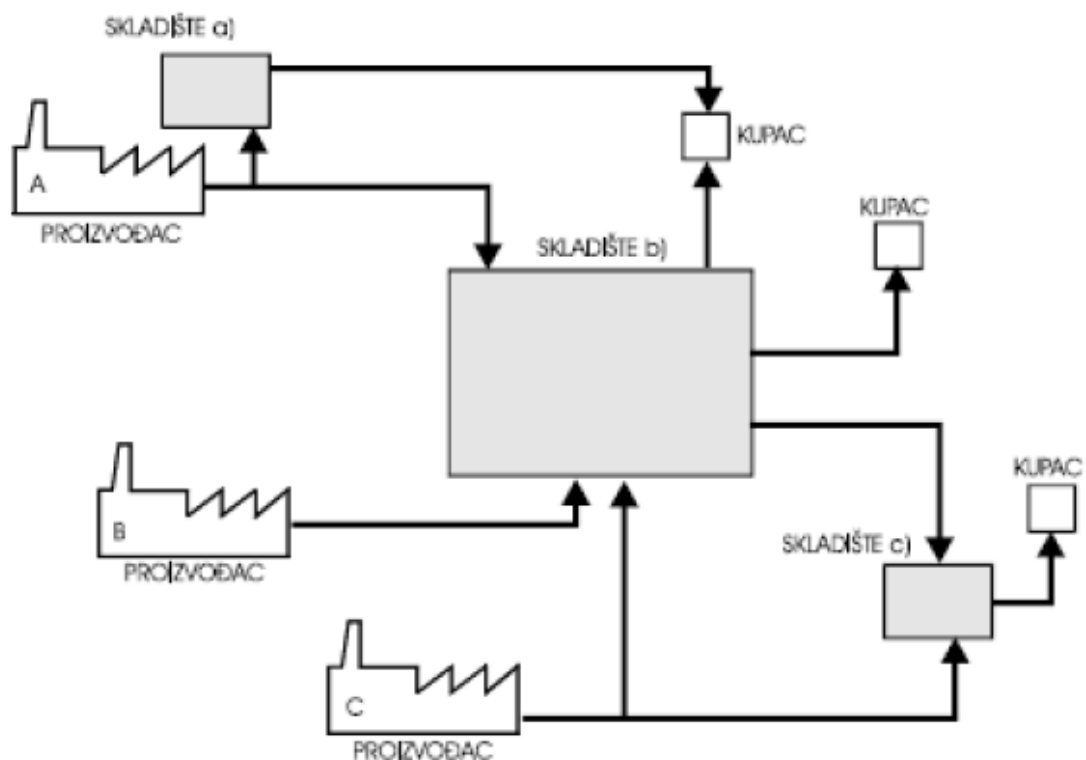 SKLADIŠTE a)
KUPAC
A
PROIZVOĐAC
KUPAC
SKLADIŠTE b)
B
PROIZVOĐAC
KUPAC
SKLADIŠTE c)
C
PROIZVOĐAC